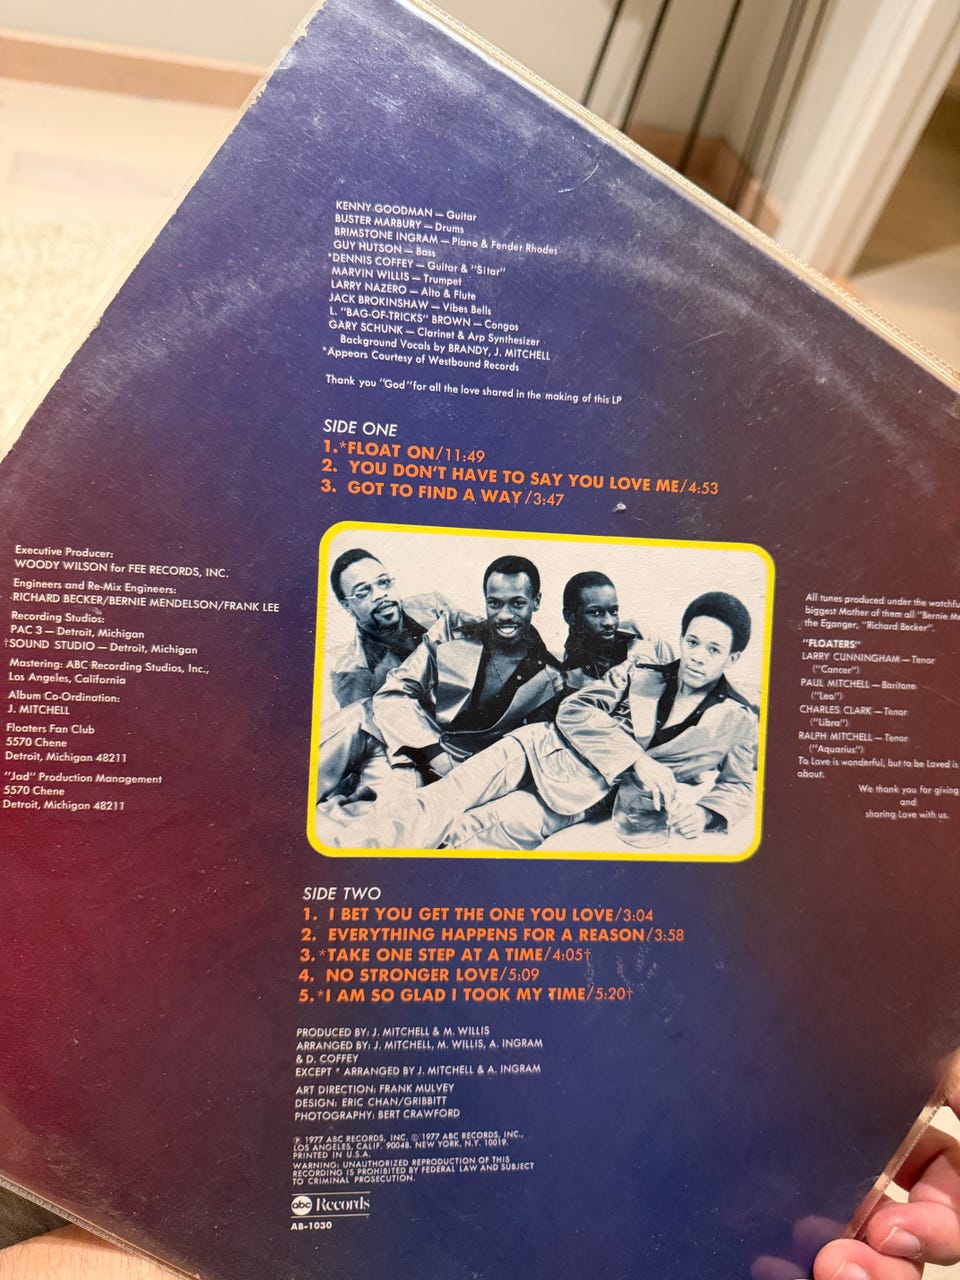 KENNY GOODMAN — Guitar
BUSTER MARBURY — Drums
BRIMSTONE INGRAM — Piano & Fender Rhodes
GUY HUTSON — Bass
*DENNIS COFFEY — Guitar & "Sitar"
MARVIN WILLIS — Trumpet
LARRY NAZERO — Alto & Flute
JACK BROKINSHAW — Vibes Bells
L. "BAG-OF-TRICKS" BROWN — Congos
GARY SCHUNK — Clarinet & Arp Synthesizer
Background Vocals by BRANDY, J. MITCHELL
*Appears Courtesy of Westbound Records
Thank you "God" for all the love shared in the making of this LP
SIDE ONE
1.*FLOAT ON/11:49
2. YOU DON'T HAVE TO SAY YOU LOVE ME/4:53
3. GOT TO FIND A WAY/3:47
Executive Producer:
WOODY WILSON for FEE RECORDS, INC.
Engineers and Re-Mix Engineers:
RICHARD BECKER/BERNIE MENDELSON/FRANK LEE
Recording Studios:
PAC 3 — Detroit, Michigan
†SOUND STUDIO — Detroit, Michigan
Mastering: ABC Recording Studios, Inc.,
Los Angeles, California
Album Co-Ordination:
J. MITCHELL
Floaters Fan Club
5570 Chene
Detroit, Michigan 48211
"Jad" Production Management
5570 Chene
Detroit, Michigan 48211
All tunes produced under the watchfu
biggest Mother of them all "Bernie Me
the Eganger, "Richard Becker".
"FLOATERS"
LARRY CUNNINGHAM — Tenor
("Cancer")
PAUL MITCHELL — Baritone
("Leo")
CHARLES CLARK — Tenor
("Libra")
RALPH MITCHELL — Tenor
("Aquarius")
To Love is wonderful, but to be Loved is
about.
We thank you for giving
and
sharing Love with us.
SIDE TWO
1. I BET YOU GET THE ONE YOU LOVE/3:04
2. EVERYTHING HAPPENS FOR A REASON/3:58
3.*TAKE ONE STEP AT A TIME/4:05†
4. NO STRONGER LOVE/5:09
5.*I AM SO GLAD I TOOK MY TIME/5:20†
PRODUCED BY: J. MITCHELL & M. WILLIS
ARRANGED BY: J. MITCHELL, M. WILLIS, A. INGRAM
& D. COFFEY
EXCEPT * ARRANGED BY J. MITCHELL & A. INGRAM
ART DIRECTION: FRANK MULVEY
DESIGN: ERIC CHAN/GRIBBITT
PHOTOGRAPHY: BERT CRAWFORD
℗ 1977 ABC RECORDS, INC. © 1977 ABC RECORDS, INC.,
LOS ANGELES, CALIF. 90048. NEW YORK, N.Y. 10019.
PRINTED IN U.S.A.
WARNING: UNAUTHORIZED REPRODUCTION OF THIS
RECORDING IS PROHIBITED BY FEDERAL LAW AND SUBJECT
TO CRIMINAL PROSECUTION.
abc Records
AB-1030